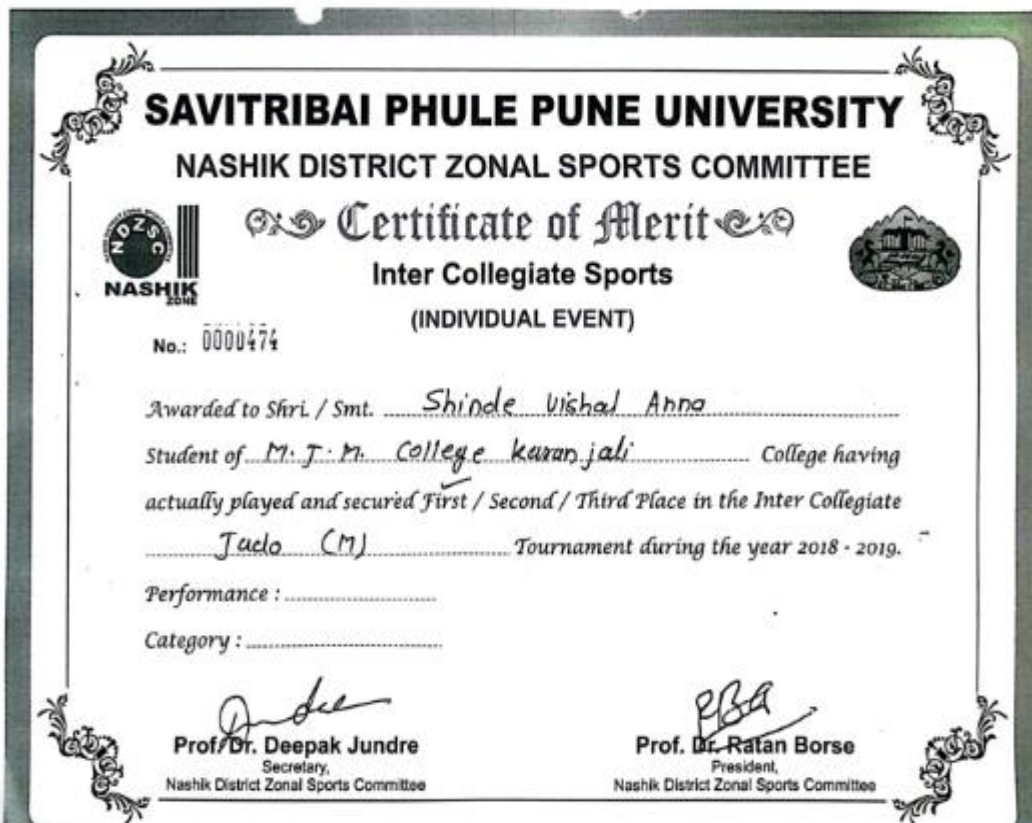 SAVITRIBAI PHULE PUNE UNIVERSITY
NASHIK DISTRICT ZONAL SPORTS COMMITTEE
NDZSC
NASHIK
ZONE
Certificate of Merit
Inter Collegiate Sports
(INDIVIDUAL EVENT)
No.: 0000474
Awarded to Shri. / Smt. Shinde Vishal Anna
Student of M.J.M. College karanjali College having
actually played and secured First / Second / Third Place in the Inter Collegiate
Judo (M) Tournament during the year 2018 - 2019.
Performance :
Category :
Prof. Dr. Deepak Jundre
Secretary,
Nashik District Zonal Sports Committee
Prof. Dr. Ratan Borse
President,
Nashik District Zonal Sports Committee